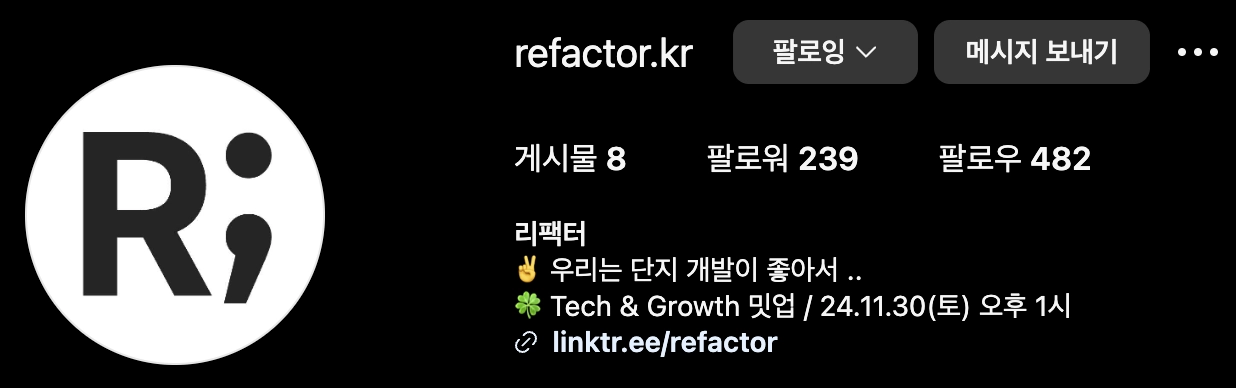 refactor.kr 팔로잉 메시지 보내기
R;
게시물 8 팔로워 239 팔로우 482
리팩터
✌️ 우리는 단지 개발이 좋아서 ..
🍀 Tech & Growth 밋업 / 24.11.30(토) 오후 1시
linktr.ee/refactor